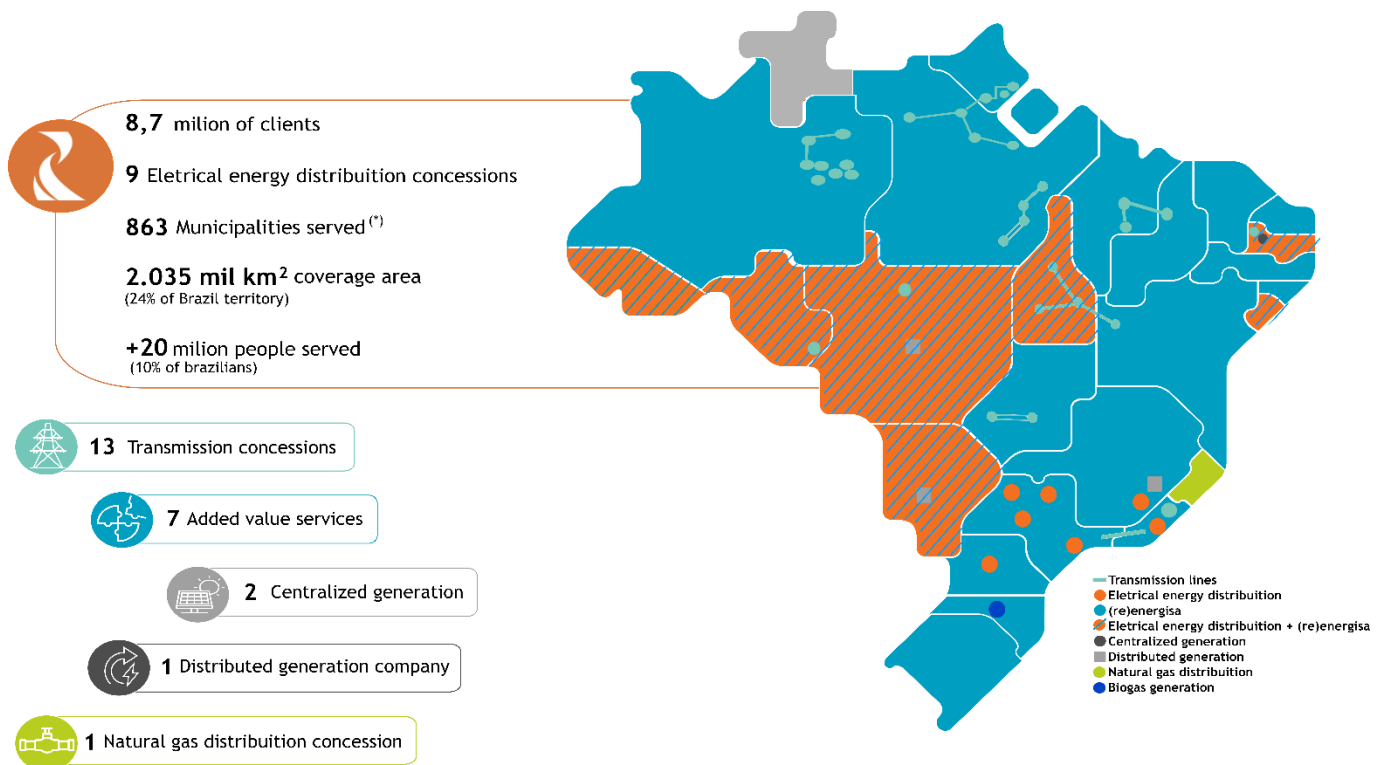 8,7 milion of clients
9 Eletrical energy distribuition concessions
863 Municipalities served (*)
2.035 mil km² coverage area
(24% of Brazil territory)
+20 milion people served
(10% of brazilians)
13 Transmission concessions
7 Added value services
2 Centralized generation
1 Distributed generation company
1 Natural gas distribuition concession
Transmission lines
Eletrical energy distribuition
(re)energisa
Eletrical energy distribuition + (re)energisa
Centralized generation
Distributed generation
Natural gas distribuition
Biogas generation